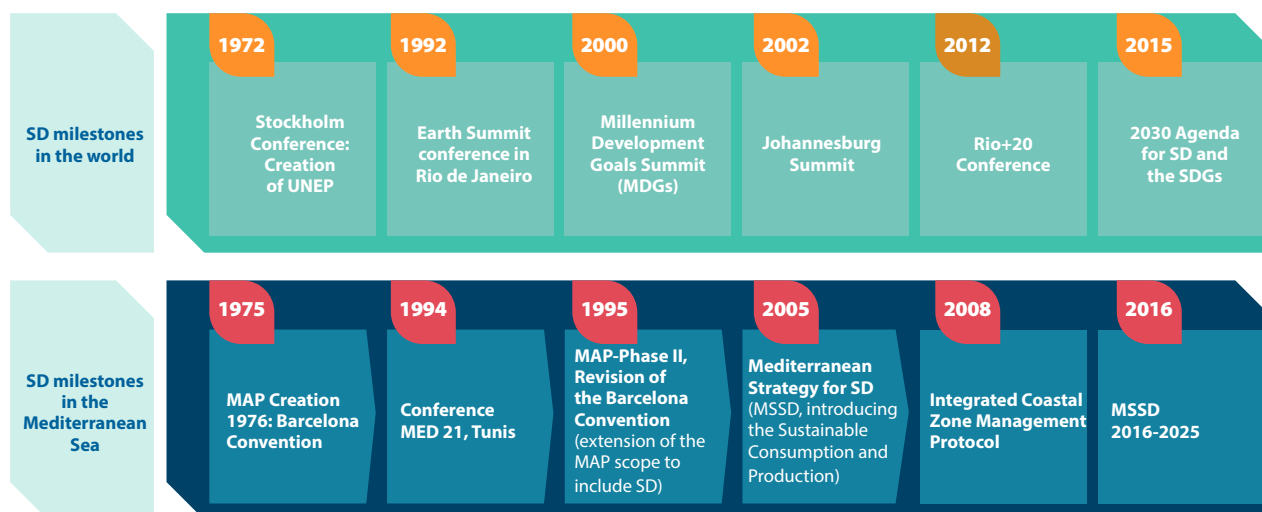 SD milestones
in the world
1972
Stockholm
Conference:
Creation
of UNEP
1992
Earth Summit
conference in
Rio de Janeiro
2000
Millennium
Development
Goals Summit
(MDGs)
2002
Johannesburg
Summit
2012
Rio+20
Conference
2015
2030 Agenda
for SD and
the SDGs
SD milestones
in the
Mediterranean
Sea
1975
MAP Creation
1976: Barcelona
Convention
1994
Conference
MED 21, Tunis
1995
MAP-Phase II,
Revision of
the Barcelona
Convention
(extension of the
MAP scope to
include SD)
2005
Mediterranean
Strategy for SD
(MSSD, introducing
the Sustainable
Consumption and
Production)
2008
Integrated Coastal
Zone Management
Protocol
2016
MSSD
2016-2025